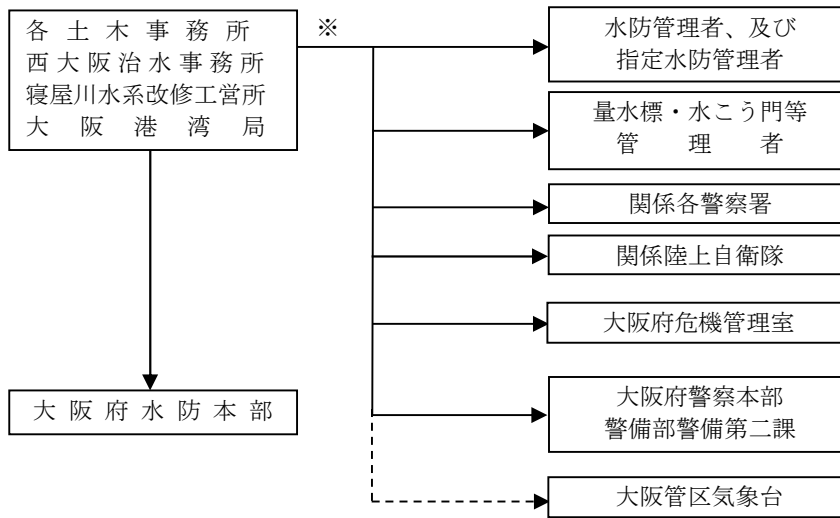 各土木事務所
西大阪治水事務所
寝屋川水系改修工営所
大阪港湾局
※
水防管理者、及び
指定水防管理者
量水標・水こう門等
管理者
関係各警察署
関係陸上自衛隊
大阪府危機管理室
大阪府水防本部
大阪府警察本部
警備部警備第二課
大阪管区気象台